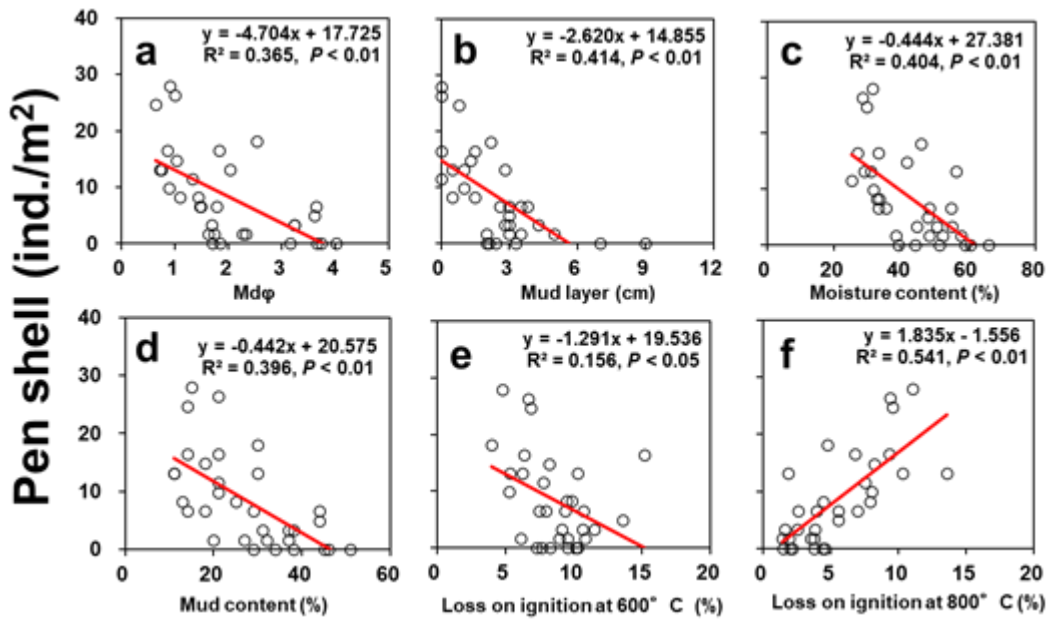 Pen shell (ind./m²)
40
30
20
10
0
a
y = -4.704x + 17.725
R² = 0.365, P < 0.01
0 1 2 3 4 5
Mdφ
b
y = -2.620x + 14.855
R² = 0.414, P < 0.01
0 3 6 9 12
Mud layer (cm)
c
y = -0.444x + 27.381
R² = 0.404, P < 0.01
0 20 40 60 80
Moisture content (%)
40
30
20
10
0
d
y = -0.442x + 20.575
R² = 0.396, P < 0.01
0 20 40 60
Mud content (%)
e
y = -1.291x + 19.536
R² = 0.156, P < 0.05
0 5 10 15 20
Loss on ignition at 600° C (%)
f
y = 1.835x - 1.556
R² = 0.541, P < 0.01
0 5 10 15 20
Loss on ignition at 800° C (%)